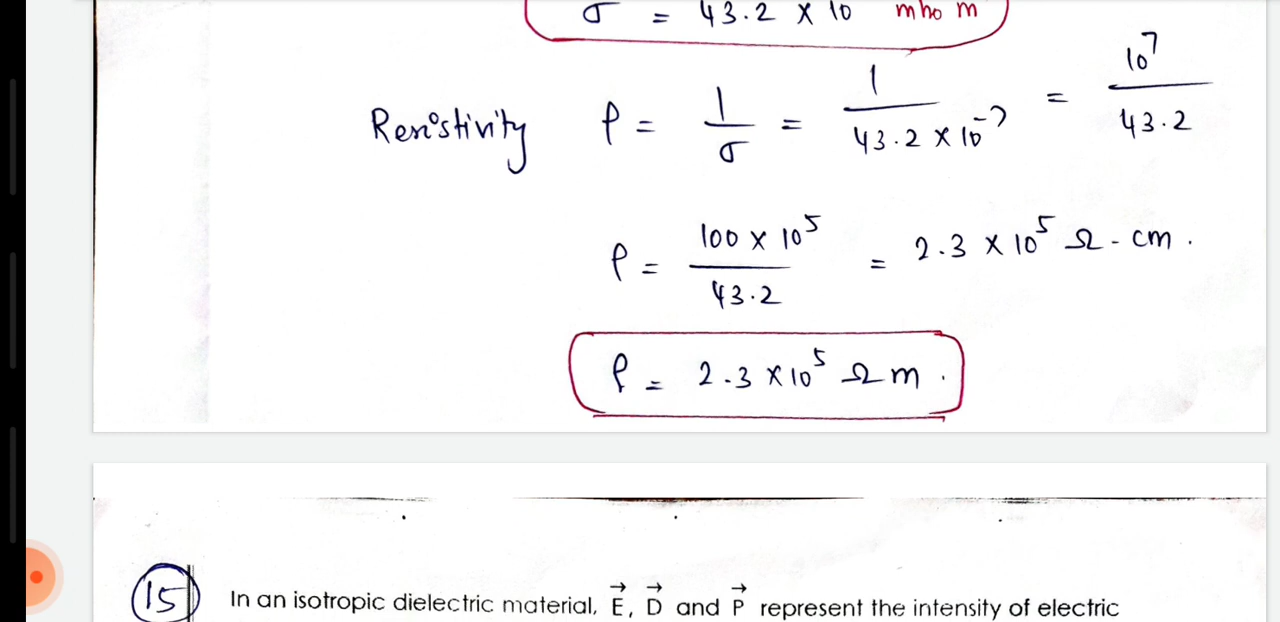 σ = 43.2 × 10 mho m
Resistivity ρ = 1/σ = 1/(43.2 × 10⁻⁷) = 10⁷/43.2
ρ = (100 × 10⁵)/43.2 = 2.3 × 10⁵ Ω - cm.
ρ = 2.3 × 10⁵ Ω m.
15 In an isotropic dielectric material, E⃗, D⃗ and P⃗ represent the intensity of electric